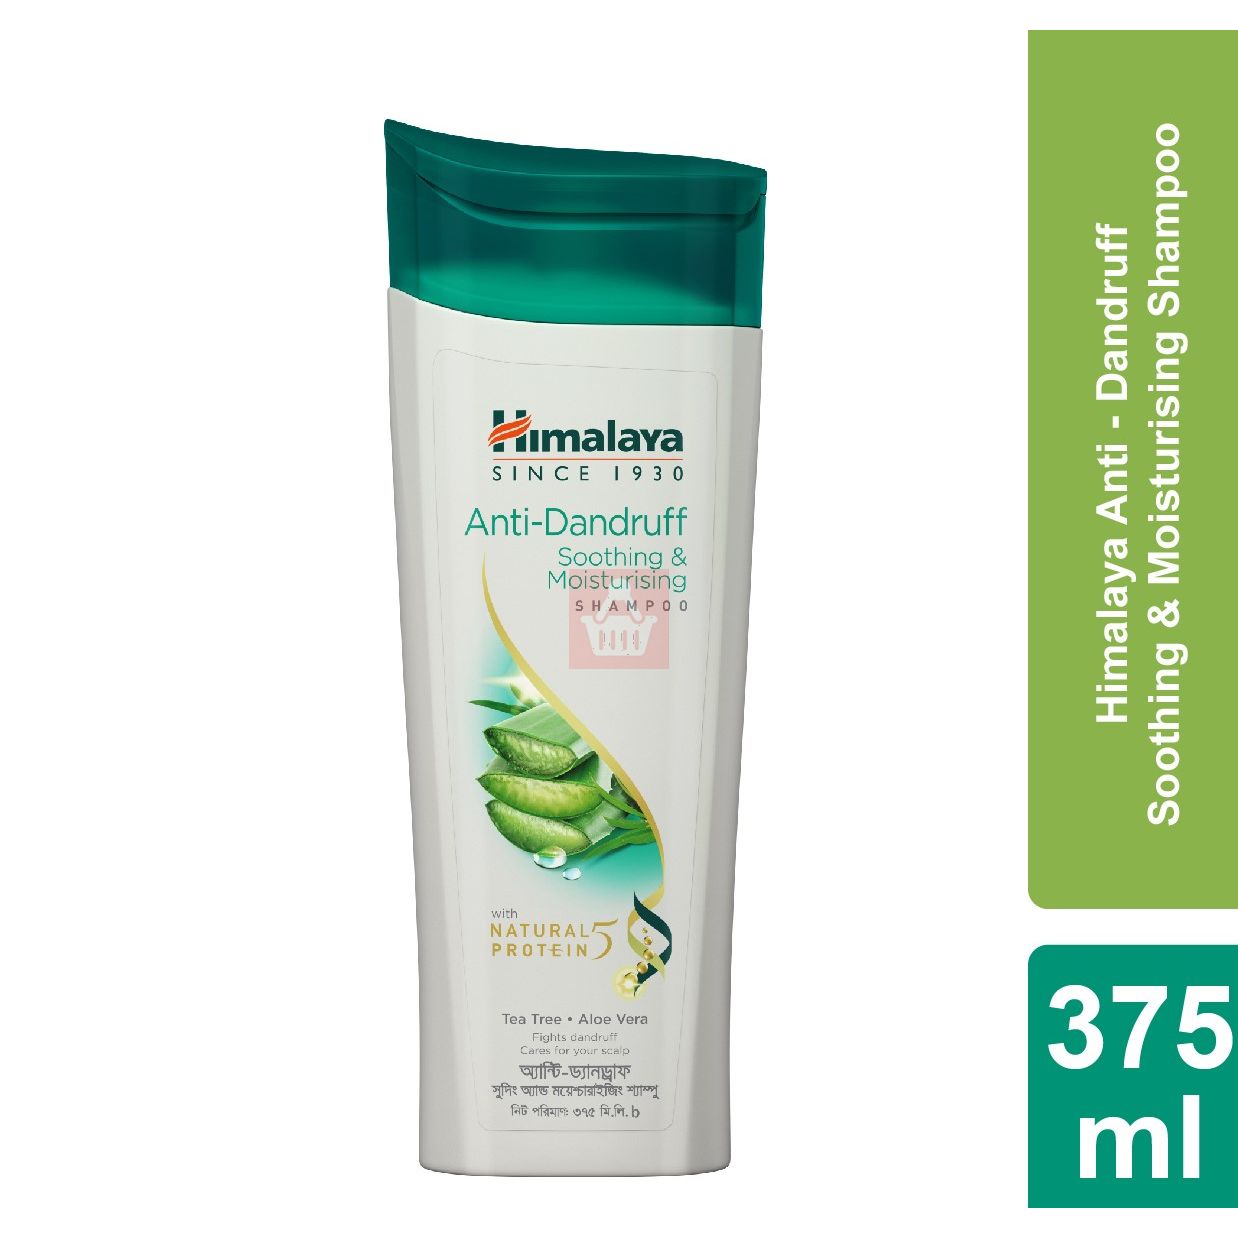 Himalaya
SINCE 1930
Anti-Dandruff
Soothing &
Moisturising
SHAMPOO
with
NATURAL 5
PROTEIN
Tea Tree • Aloe Vera
Fights dandruff
Cares for your scalp
অ্যান্টি-ড্যানড্রাফ
সুদিং অ্যান্ড ময়েশ্চারাইজিং শ্যাম্পু
নিট পরিমাণ: ৩৭৫ মি.লি. b
Himalaya Anti - Dandruff
Soothing & Moisturising Shampoo
375
ml